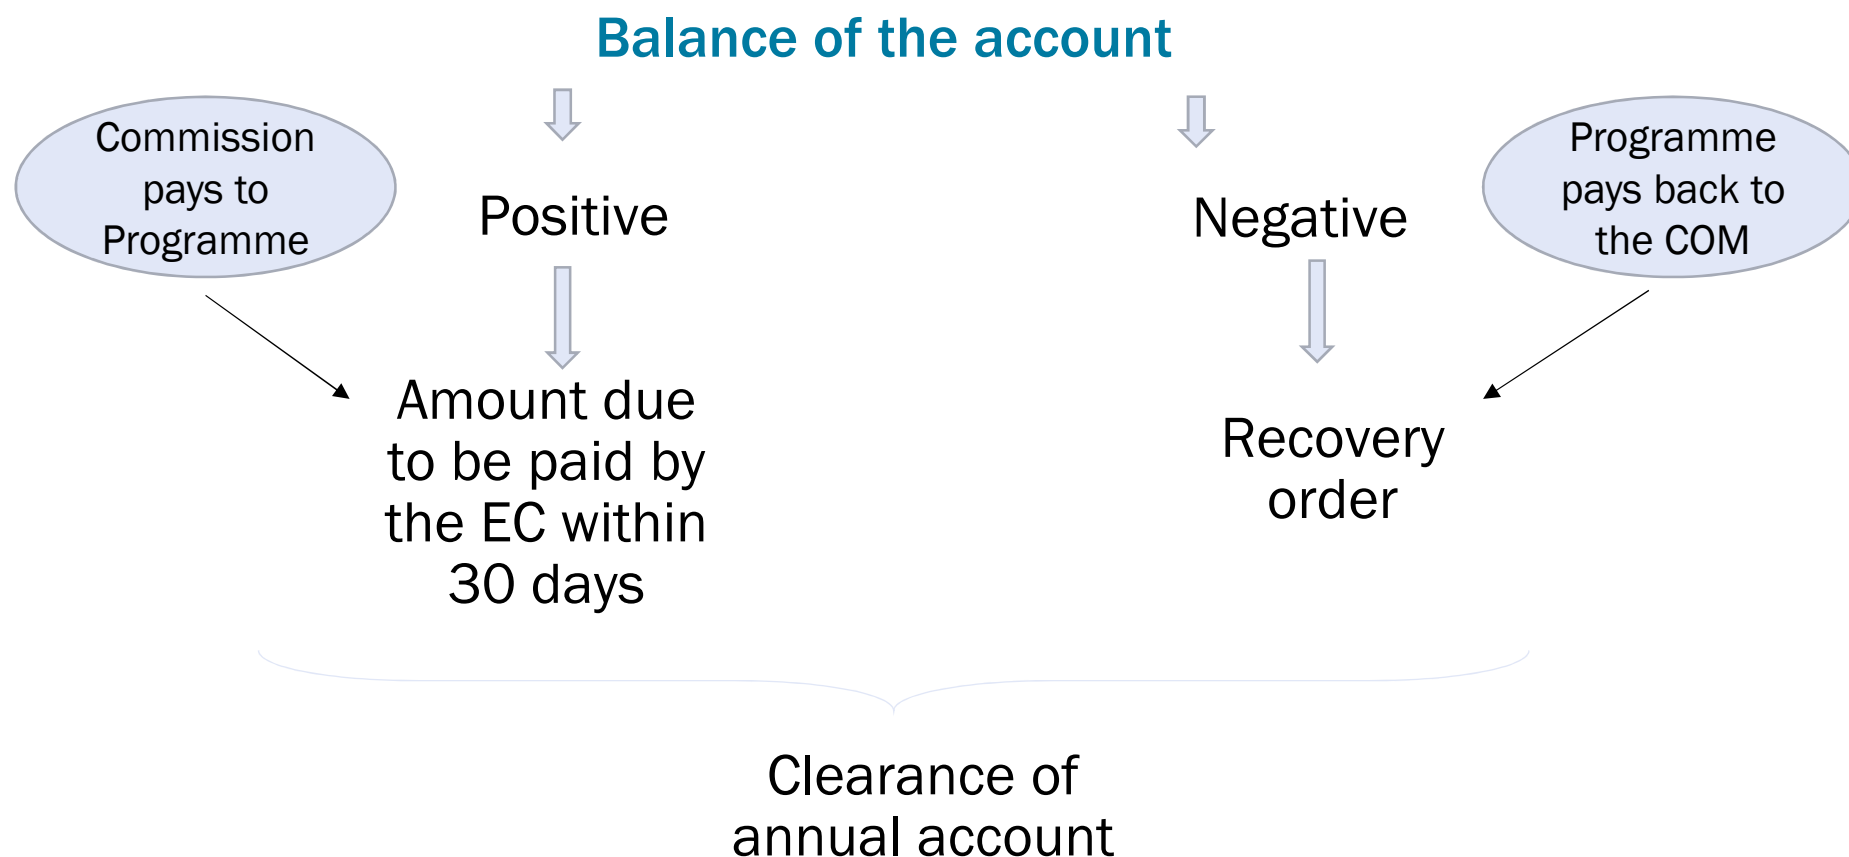 Balance of the account
Commission
pays to
Programme
Positive
Negative
Programme
pays back to
the COM
Amount due
to be paid by
the EC within
30 days
Recovery
order
Clearance of
annual account